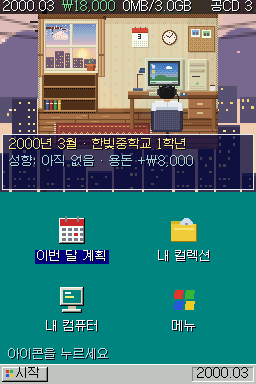 2000.03 ₩18,000 0MB/3.0GB 공CD 3
3
2000년 3월 · 한빛중학교 1학년
성향: 아직 없음 · 용돈 +₩8,000
이번 달 계획
내 컬렉션
내 컴퓨터
메뉴
아이콘을 누르세요
시작
2000.03